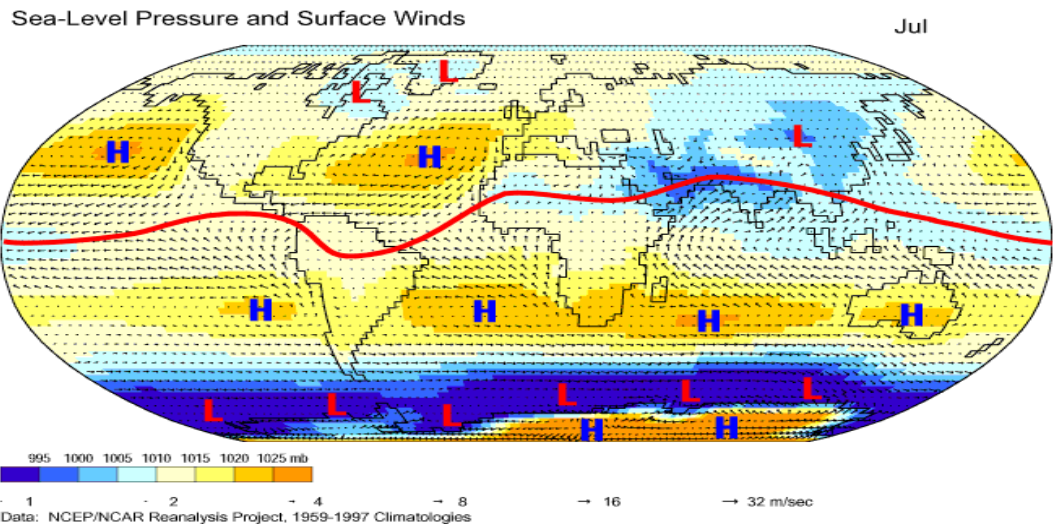 Sea-Level Pressure and Surface Winds
Jul
L
L
H
H
L
H
H
H
H
L
L
L
L
L
L
H
H
995 1000 1005 1010 1015 1020 1025 mb
→ 1 → 2 → 4 → 8 → 16 → 32 m/sec
Data: NCEP/NCAR Reanalysis Project, 1959-1997 Climatologies